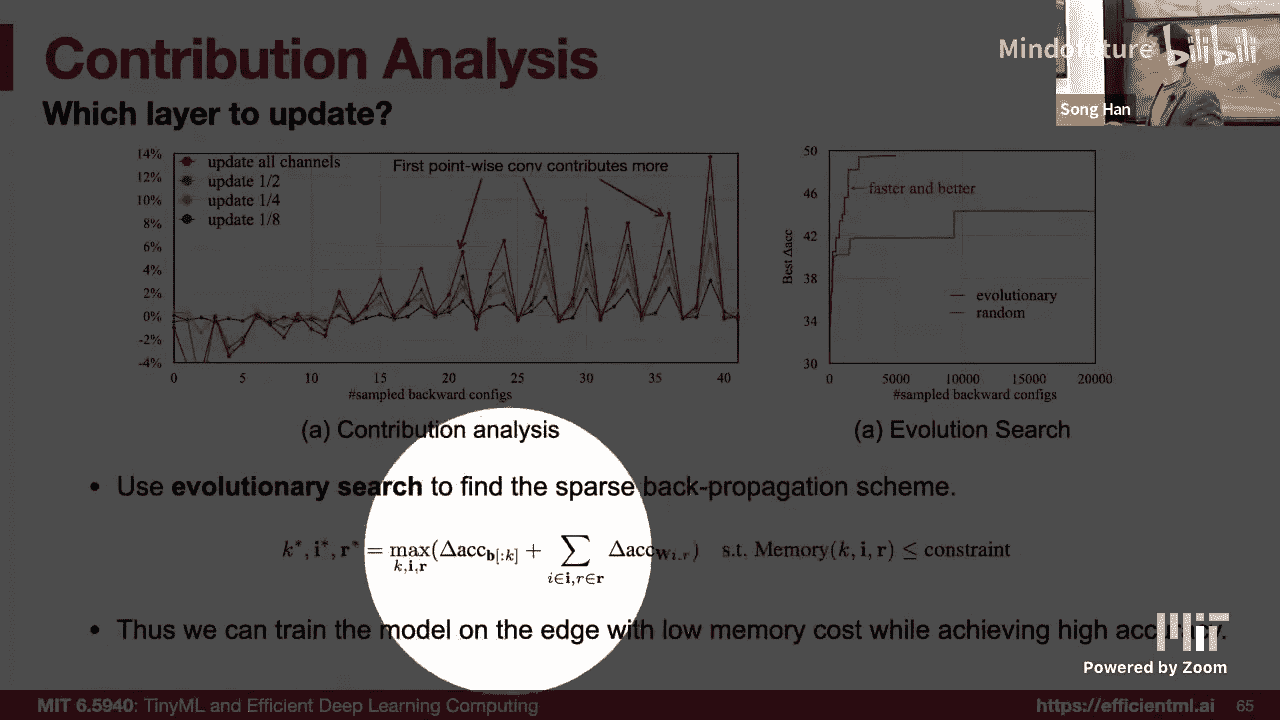 Contribution Analysis
Mindofuture bilibili
Song Han
Which layer to update?
14%
12%
10%
8%
6%
4%
2%
0%
-2%
-4%
update all channels
update 1/2
update 1/4
update 1/8
First point-wise conv contributes more
0 5 10 15 20 25 30 35 40
#sampled backward configs
(a) Contribution analysis
50
46
42
38
34
30
Best Δacc
faster and better
evolutionary
random
0 5000 10000 15000 20000
#sampled backward configs
(a) Evolution Search
• Use evolutionary search to find the sparse back-propagation scheme.
k*, i*, r* = max(Δacc_b[:k] + ∑ Δacc_Wi,r) s.t. Memory(k, i, r) ≤ constraint
k,i,r i∈i,r∈r
• Thus we can train the model on the edge with low memory cost while achieving high
MIT
Powered by Zoom
MIT 6.5940: TinyML and Efficient Deep Learning Computing
https://efficientml.ai 65